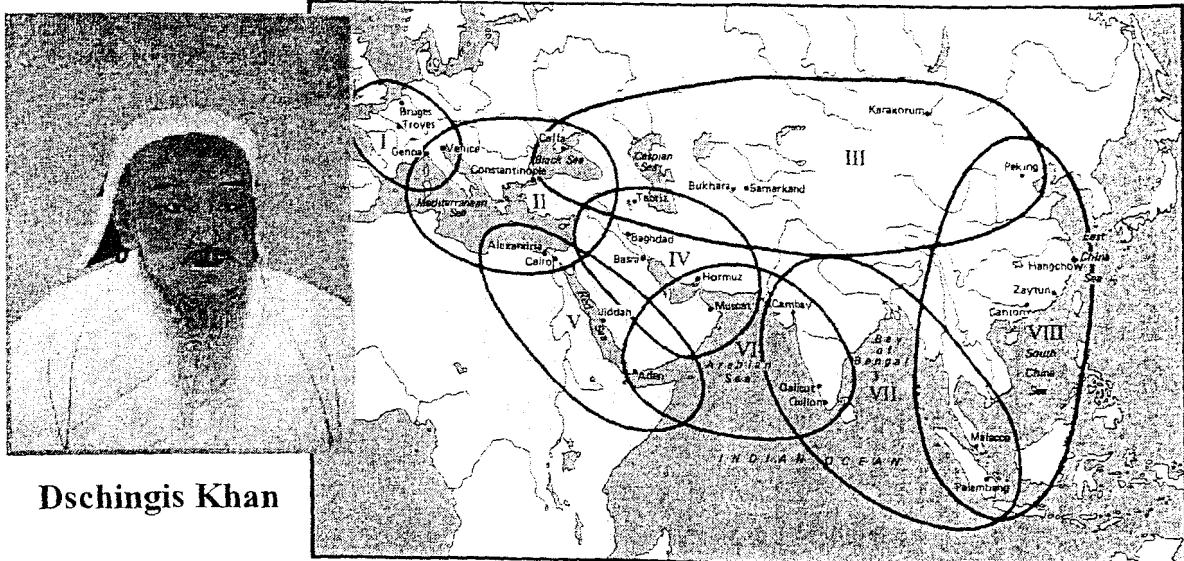 Dschingis Khan
Bruges
Troyes
I
Genoa
Venice
Caffa
Black Sea
Constantinople
II
Mediterranean
Sea
Caspian
Sea
III
Karakorum
Peking
Bukhara
Samarkand
Tabriz
Baghdad
Basra
IV
Alexandria
Cairo
Hormuz
Muscat
Cambay
V
Red
Sea
Jiddah
Aden
VI
Arabian
Sea
Calicut
Quilon
Bay
of
Bengal
VII
East
China
Sea
Hangchow
Zaytun
Canton
VIII
South
China
Sea
Malacca
Palembang
INDIAN OCEAN